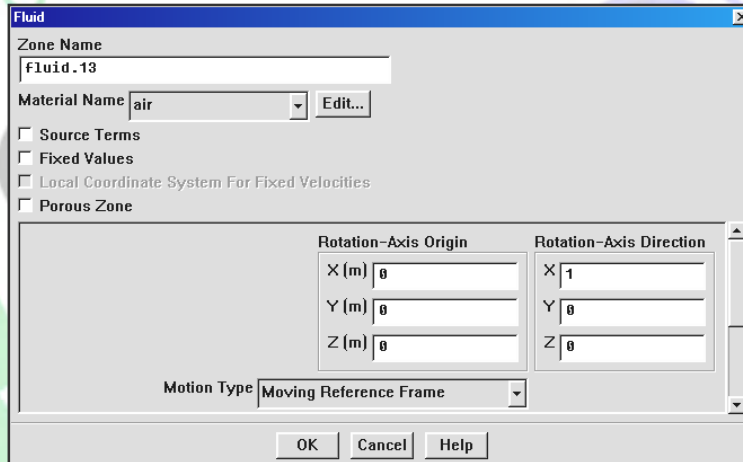 Fluid
Zone Name
fluid.13
Material Name air Edit...
Source Terms
Fixed Values
Local Coordinate System For Fixed Velocities
Porous Zone
Rotation-Axis Origin Rotation-Axis Direction
X (m) 0 X 1
Y (m) 0 Y 0
Z (m) 0 Z 0
Motion Type Moving Reference Frame
OK Cancel Help